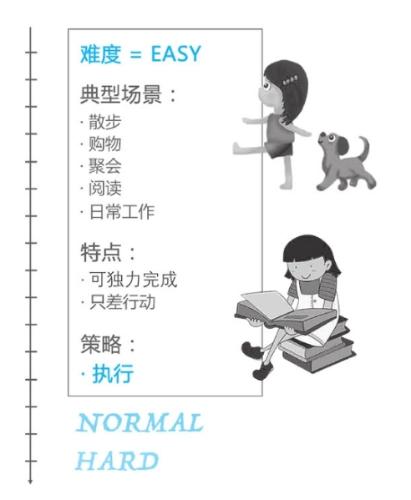 难度 = EASY
典型场景：
· 散步
· 购物
· 聚会
· 阅读
· 日常工作
特点：
· 可独力完成
· 只差行动
策略：
· 执行
NORMAL
HARD